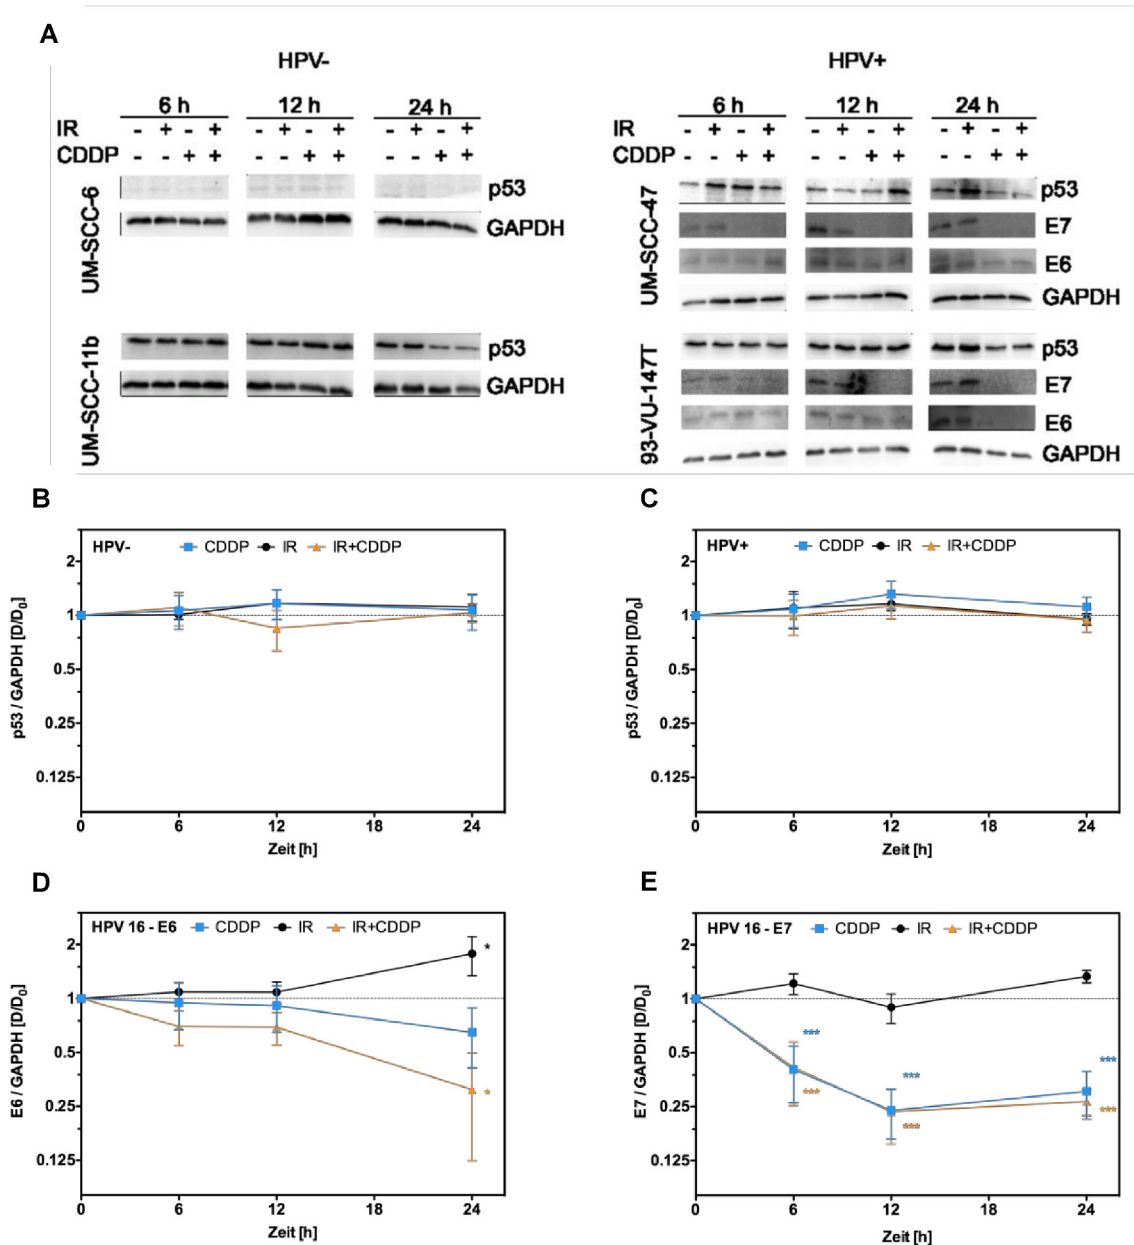 A
HPV-
HPV+
6 h 12 h 24 h
IR - + - + - + - + - + - +
CDDP - - + + - - + + - - + +
UM-SCC-6
p53
GAPDH
UM-SCC-11b
p53
GAPDH
6 h 12 h 24 h
IR - + - + - + - + - + - +
CDDP - - + + - - + + - - + +
UM-SCC-47
p53
E7
E6
GAPDH
93-VU-147T
p53
E7
E6
GAPDH
B
HPV- CDDP IR IR+CDDP
p53 / GAPDH [D/D0]
2
1
0.5
0.25
0.125
0 6 12 18 24
Zeit [h]
C
HPV+ CDDP IR IR+CDDP
p53 / GAPDH [D/D0]
2
1
0.5
0.25
0.125
0 6 12 18 24
Zeit [h]
D
HPV 16 - E6 CDDP IR IR+CDDP
E6 / GAPDH [D/D0]
2
1
0.5
0.25
0.125
*
*
0 6 12 18 24
Zeit [h]
E
HPV 16 - E7 CDDP IR IR+CDDP
E7 / GAPDH [D/D0]
2
1
0.5
0.25
0.125
***
***
***
***
***
***
0 6 12 18 24
Zeit [h]